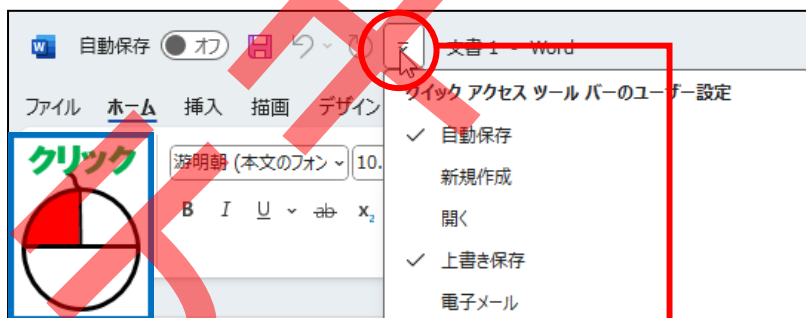 自動保存 オフ 文書 1 - Word
ファイル ホーム 挿入 描画 デザイン
クイック アクセス ツール バーのユーザー設定
クリック
游明朝 (本文のフォン 10.
B I U ab x₂
自動保存
新規作成
開く
上書き保存
電子メール